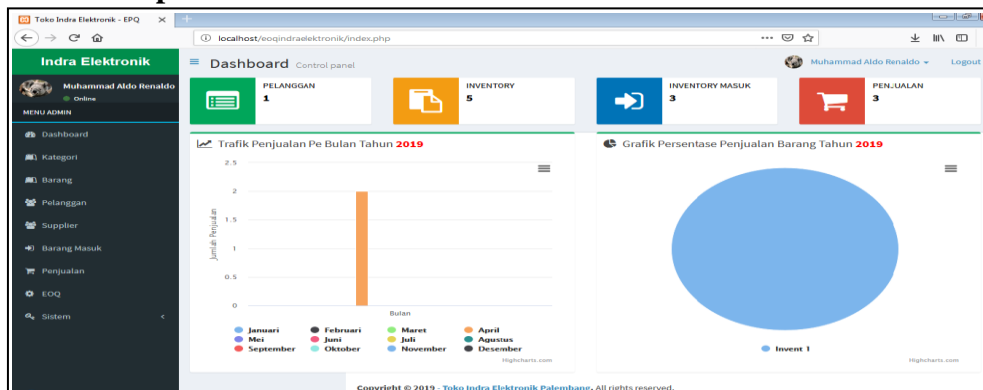 Toko Indra Elektronik - EPQ
localhost/eoqindraelektronik/index.php
Indra Elektronik
Dashboard Control panel
Muhammad Aldo Renaldo
Logout
Muhammad Aldo Renaldo
Online
MENU ADMIN
Dashboard
Kategori
Barang
Pelanggan
Supplier
Barang Masuk
Penjualan
EOQ
Sistem
PELANGGAN
1
INVENTORY
5
INVENTORY MASUK
3
PENJUALAN
3
Trafik Penjualan Pe Bulan Tahun 2019
2.5
2
1.5
1
0.5
0
Jumlah Penjualan
Bulan
Januari Februari Maret April
Mei Juni Juli Agustus
September Oktober November Desember
Highcharts.com
Grafik Persentase Penjualan Barang Tahun 2019
Invent 1
Highcharts.com
Copyright © 2019 - Toko Indra Elektronik Palembang. All rights reserved.